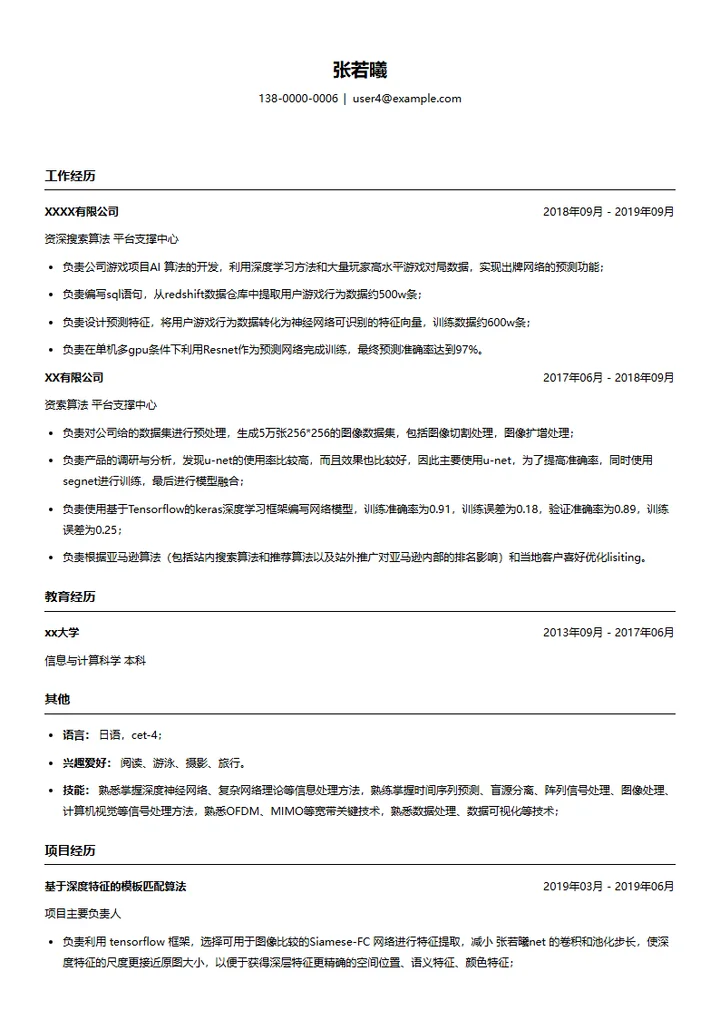 张若曦
138-0000-0006 | user4@example.com
工作经历
XXXX有限公司 2018年09月 - 2019年09月
资深搜索算法 平台支撑中心
• 负责公司游戏项目AI 算法的开发，利用深度学习方法和大量玩家高水平游戏对局数据，实现出牌网络的预测功能；
• 负责编写sql语句，从redshift数据仓库中提取用户游戏行为数据约500w条；
• 负责设计预测特征，将用户游戏行为数据转化为神经网络可识别的特征向量，训练数据约600w条；
• 负责在单机多gpu条件下利用Resnet作为预测网络完成训练，最终预测准确率达到97%。
XX有限公司 2017年06月 - 2018年09月
资索算法 平台支撑中心
• 负责对公司给的数据集进行预处理，生成5万张256*256的图像数据集，包括图像切割处理，图像扩增处理；
• 负责产品的调研与分析，发现u-net的使用率比较高，而且效果也比较好，因此主要使用u-net，为了提高准确率，同时使用
segnet进行训练，最后进行模型融合；
• 负责使用基于Tensorflow的keras深度学习框架编写网络模型，训练准确率为0.91，训练误差为0.18，验证准确率为0.89，训练
误差为0.25；
• 负责根据亚马逊算法（包括站内搜索算法和推荐算法以及站外推广对亚马逊内部的排名影响）和当地客户喜好优化lisiting。
教育经历
xx大学 2013年09月 - 2017年06月
信息与计算科学 本科
其他
• 语言： 日语，cet-4；
• 兴趣爱好： 阅读、游泳、摄影、旅行。
• 技能： 熟悉掌握深度神经网络、复杂网络理论等信息处理方法，熟练掌握时间序列预测、盲源分离、阵列信号处理、图像处理、
计算机视觉等信号处理方法，熟悉OFDM、MIMO等宽带关键技术，熟悉数据处理、数据可视化等技术；
项目经历
基于深度特征的模板匹配算法 2019年03月 - 2019年06月
项目主要负责人
• 负责利用 tensorflow 框架，选择可用于图像比较的Siamese-FC 网络进行特征提取，减小 张若曦net 的卷积和池化步长，使深
度特征的尺度更接近原图大小，以便于获得深层特征更精确的空间位置、语义特征、颜色特征；